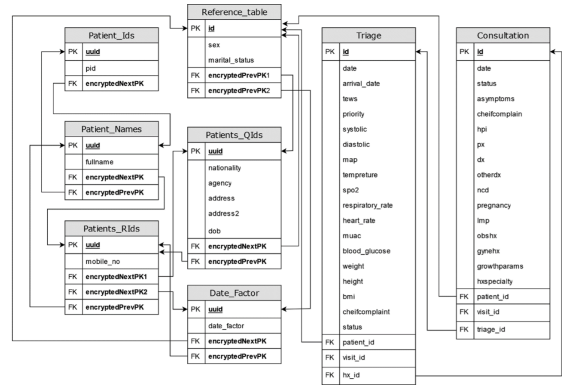 Patient_Ids
PK uuid
pid
FK encryptedNextPK
Patient_Names
PK uuid
fullname
FK encryptedNextPK
FK encryptedPrevPK
Patients_RIds
PK uuid
mobile_no
FK encryptedNextPK1
FK encryptedNextPK2
FK encryptedPrevPK
Reference_table
PK id
sex
marital_status
FK encryptedPrevPK1
FK encryptedPrevPK2
Patients_QIds
PK uuid
nationality
agency
address
address2
dob
FK encryptedNextPK
FK encryptedPrevPK
Date_Factor
PK uuid
date_factor
FK encryptedNextPK
FK encryptedPrevPK
Triage
PK id
date
arrival_date
tews
priority
systolic
diastolic
map
tempreture
spo2
respiratory_rate
heart_rate
muac
blood_glucose
weight
height
bmi
cheifcomplaint
status
FK patient_id
FK visit_id
FK hx_id
Consultation
PK id
date
status
asymptoms
cheifcomplain
hpi
px
dx
otherdx
ncd
pregnancy
lmp
obshx
gynehx
growthparams
hxspecialty
FK patient_id
FK visit_id
FK triage_id